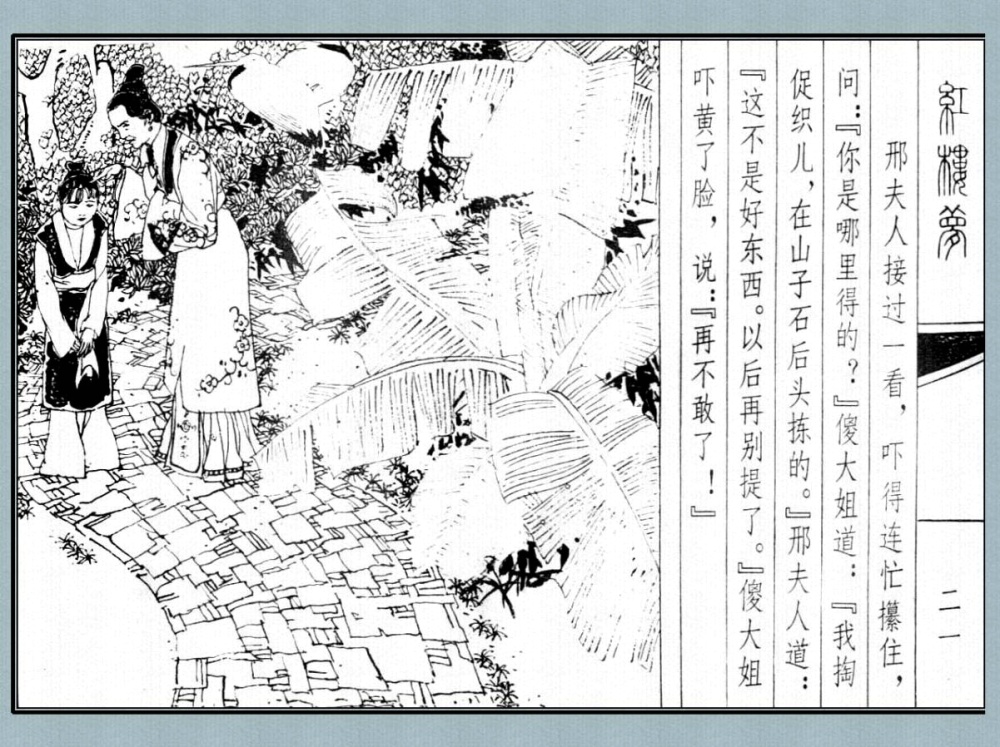 紅樓夢
二一
邢夫人接过一看，吓得连忙攥住，
问：『你是哪里得的？』傻大姐道：『我掏
促织儿，在山子石后头拣的。』邢夫人道：
『这不是好东西。以后再别提了。』傻大姐
吓黄了脸，说：『再不敢了！』